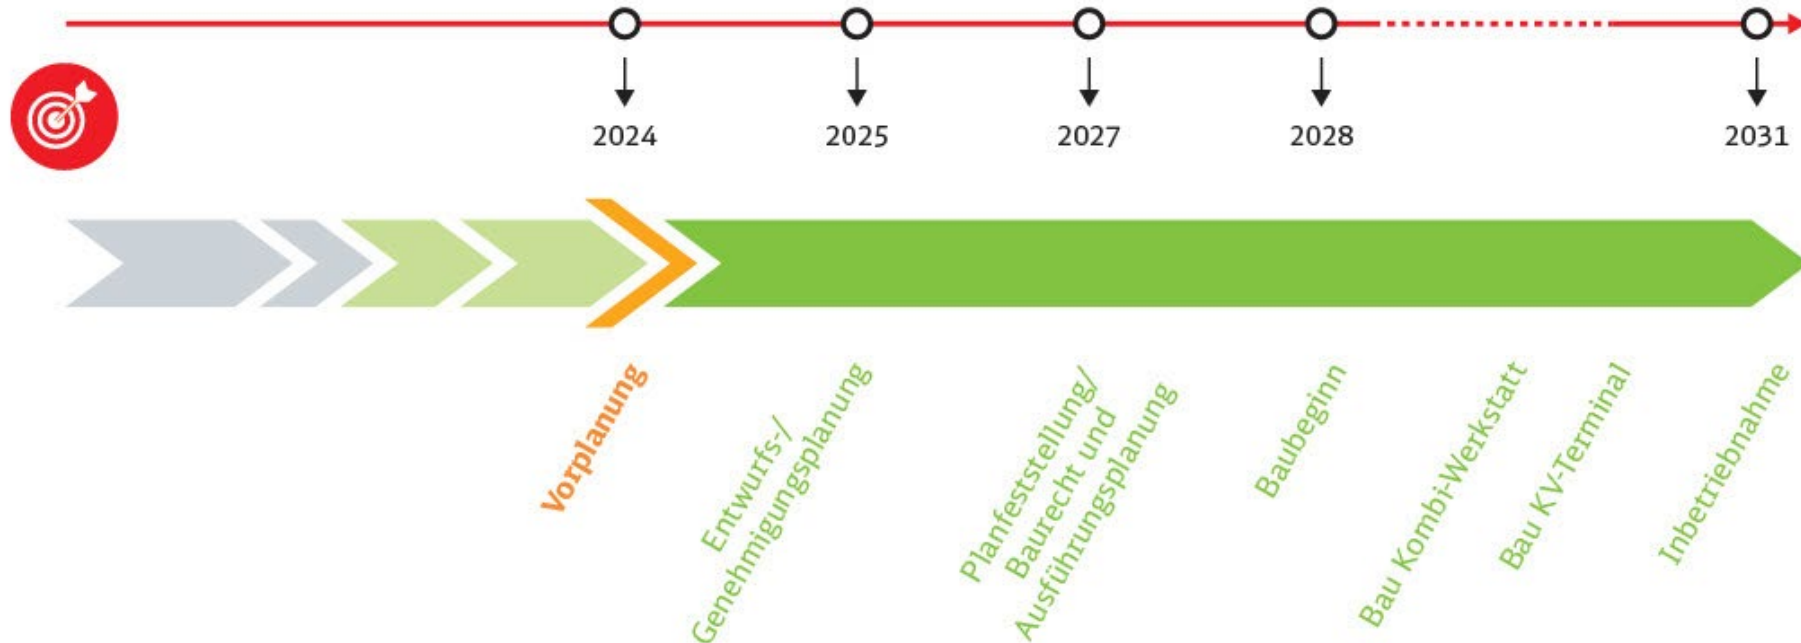 2024
2025
2027
2028
2031
Vorplanung
Entwurfs-/
Genehmigungsplanung
Planfeststellung/
Baurecht und
Ausführungsplanung
Baubeginn
Bau Kombi-Werkstatt
Bau KV-Terminal
Inbetriebnahme